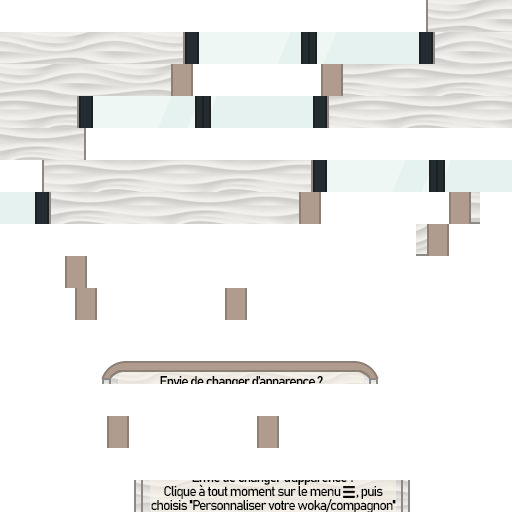 Envie de changer d'apparence ?
Envie de changer d'apparence ?
Clique à tout moment sur le menu ☰, puis
choisis "Personnaliser votre woka/compagnon"